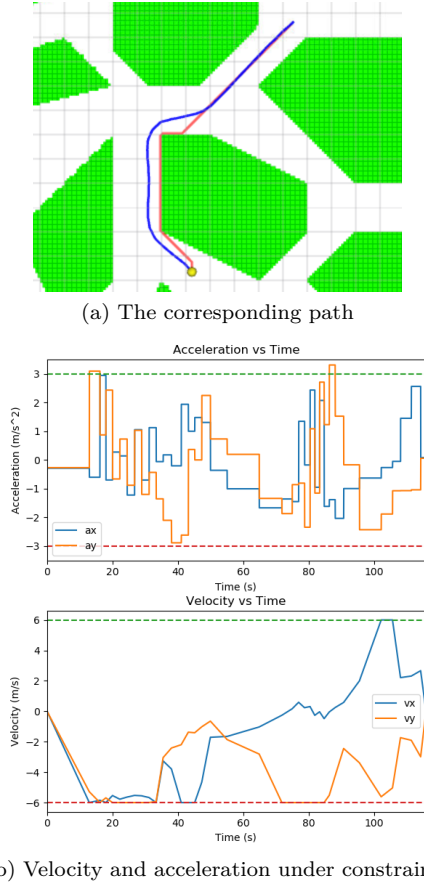 (a) The corresponding path
Acceleration vs Time
Acceleration (m/s^2)
3
2
1
0
−1
−2
−3
ax
ay
0 20 40 60 80 100
Time (s)
Velocity vs Time
Velocity (m/s)
6
4
2
0
−2
−4
−6
vx
vy
0 20 40 60 80 100
Time (s)
) Velocity and acceleration under constrain